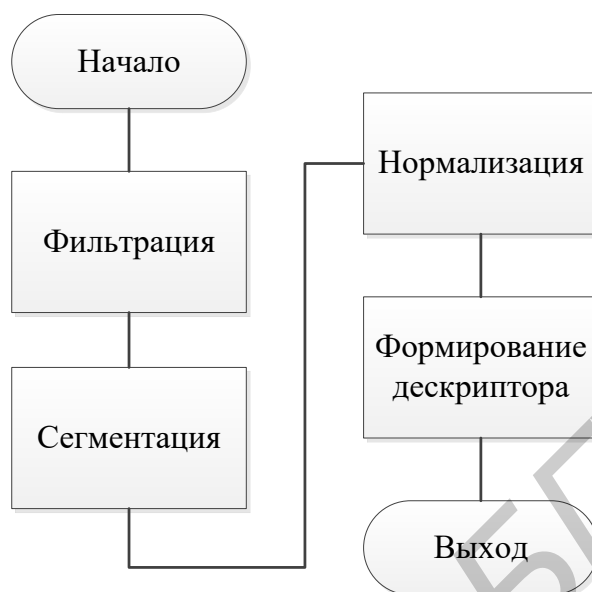 Начало
Фильтрация
Сегментация
Нормализация
Формирование
дескриптора
Выход